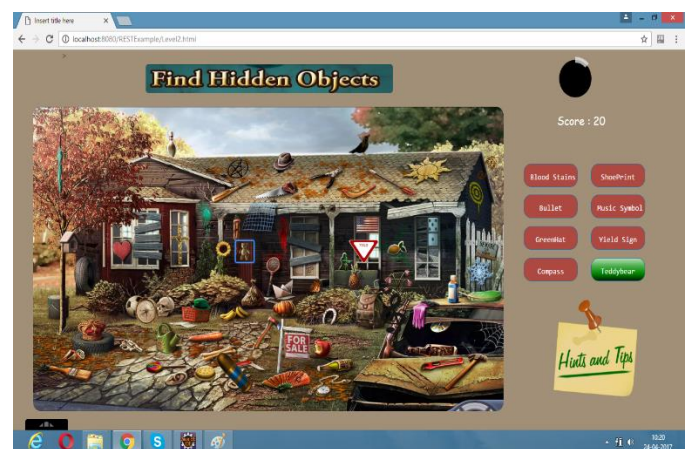 Insert title here
localhost:8080/RESTExample/Level2.html
Find Hidden Objects
Score : 20
Blood Stains
ShoePrint
Bullet
Music Symbol
GreenHat
Yield Sign
Compass
Teddybear
FOR
SALE
Hints and Tips
10:20
24-04-2017